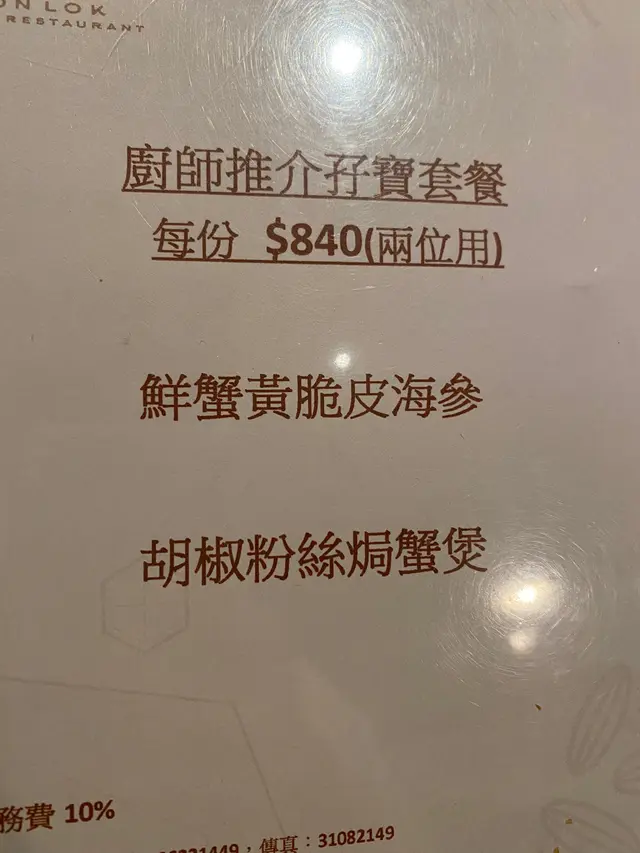 ON LOK
RESTAURANT
廚師推介孖寶套餐
每份 $840(兩位用)
鮮蟹黃脆皮海參
胡椒粉絲焗蟹煲
務費 10%
傳真：31082149